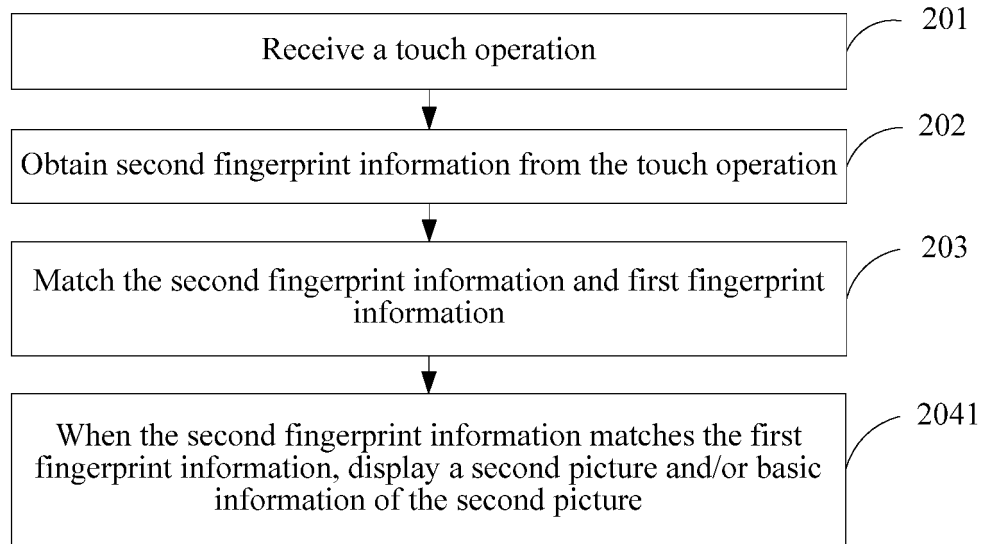 Receive a touch operation
201
Obtain second fingerprint information from the touch operation
202
Match the second fingerprint information and first fingerprint
information
203
When the second fingerprint information matches the first
fingerprint information, display a second picture and/or basic
information of the second picture
2041